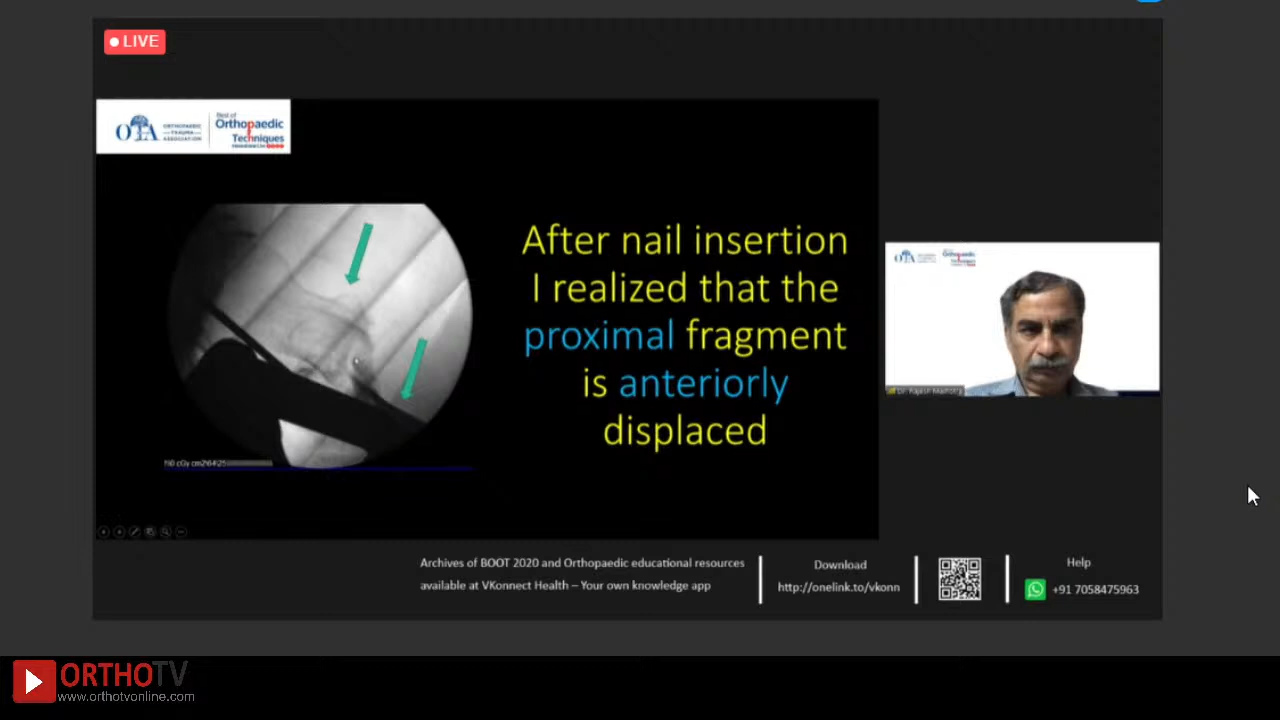 LIVE
OTA
ORTHOPAEDIC
TRAUMA
ASSOCIATION
Best of
Orthopaedic
Techniques
After nail insertion
I realized that the
proximal fragment
is anteriorly
displaced
OTA
Orthopaedic
Archives of BOOT 2020 and Orthopaedic educational resources
available at VKonnect Health – Your own knowledge app
Download
http://onelink.to/vkonn
Help
+91 7058475963
ORTHOTV
www.orthotvonline.com